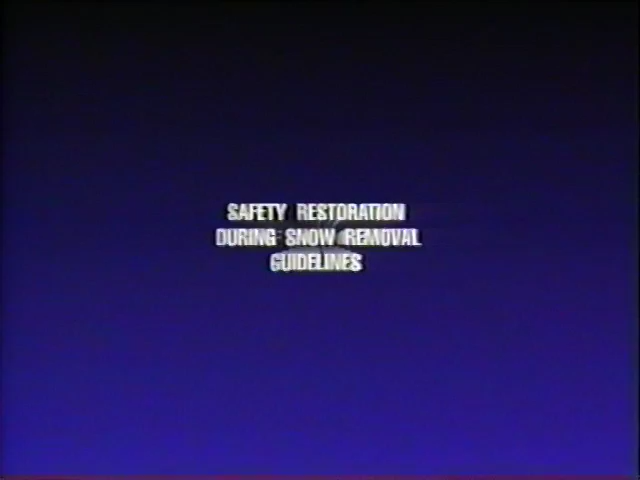 SAFETY RESTORATION
DURING SNOW REMOVAL
GUIDELINES